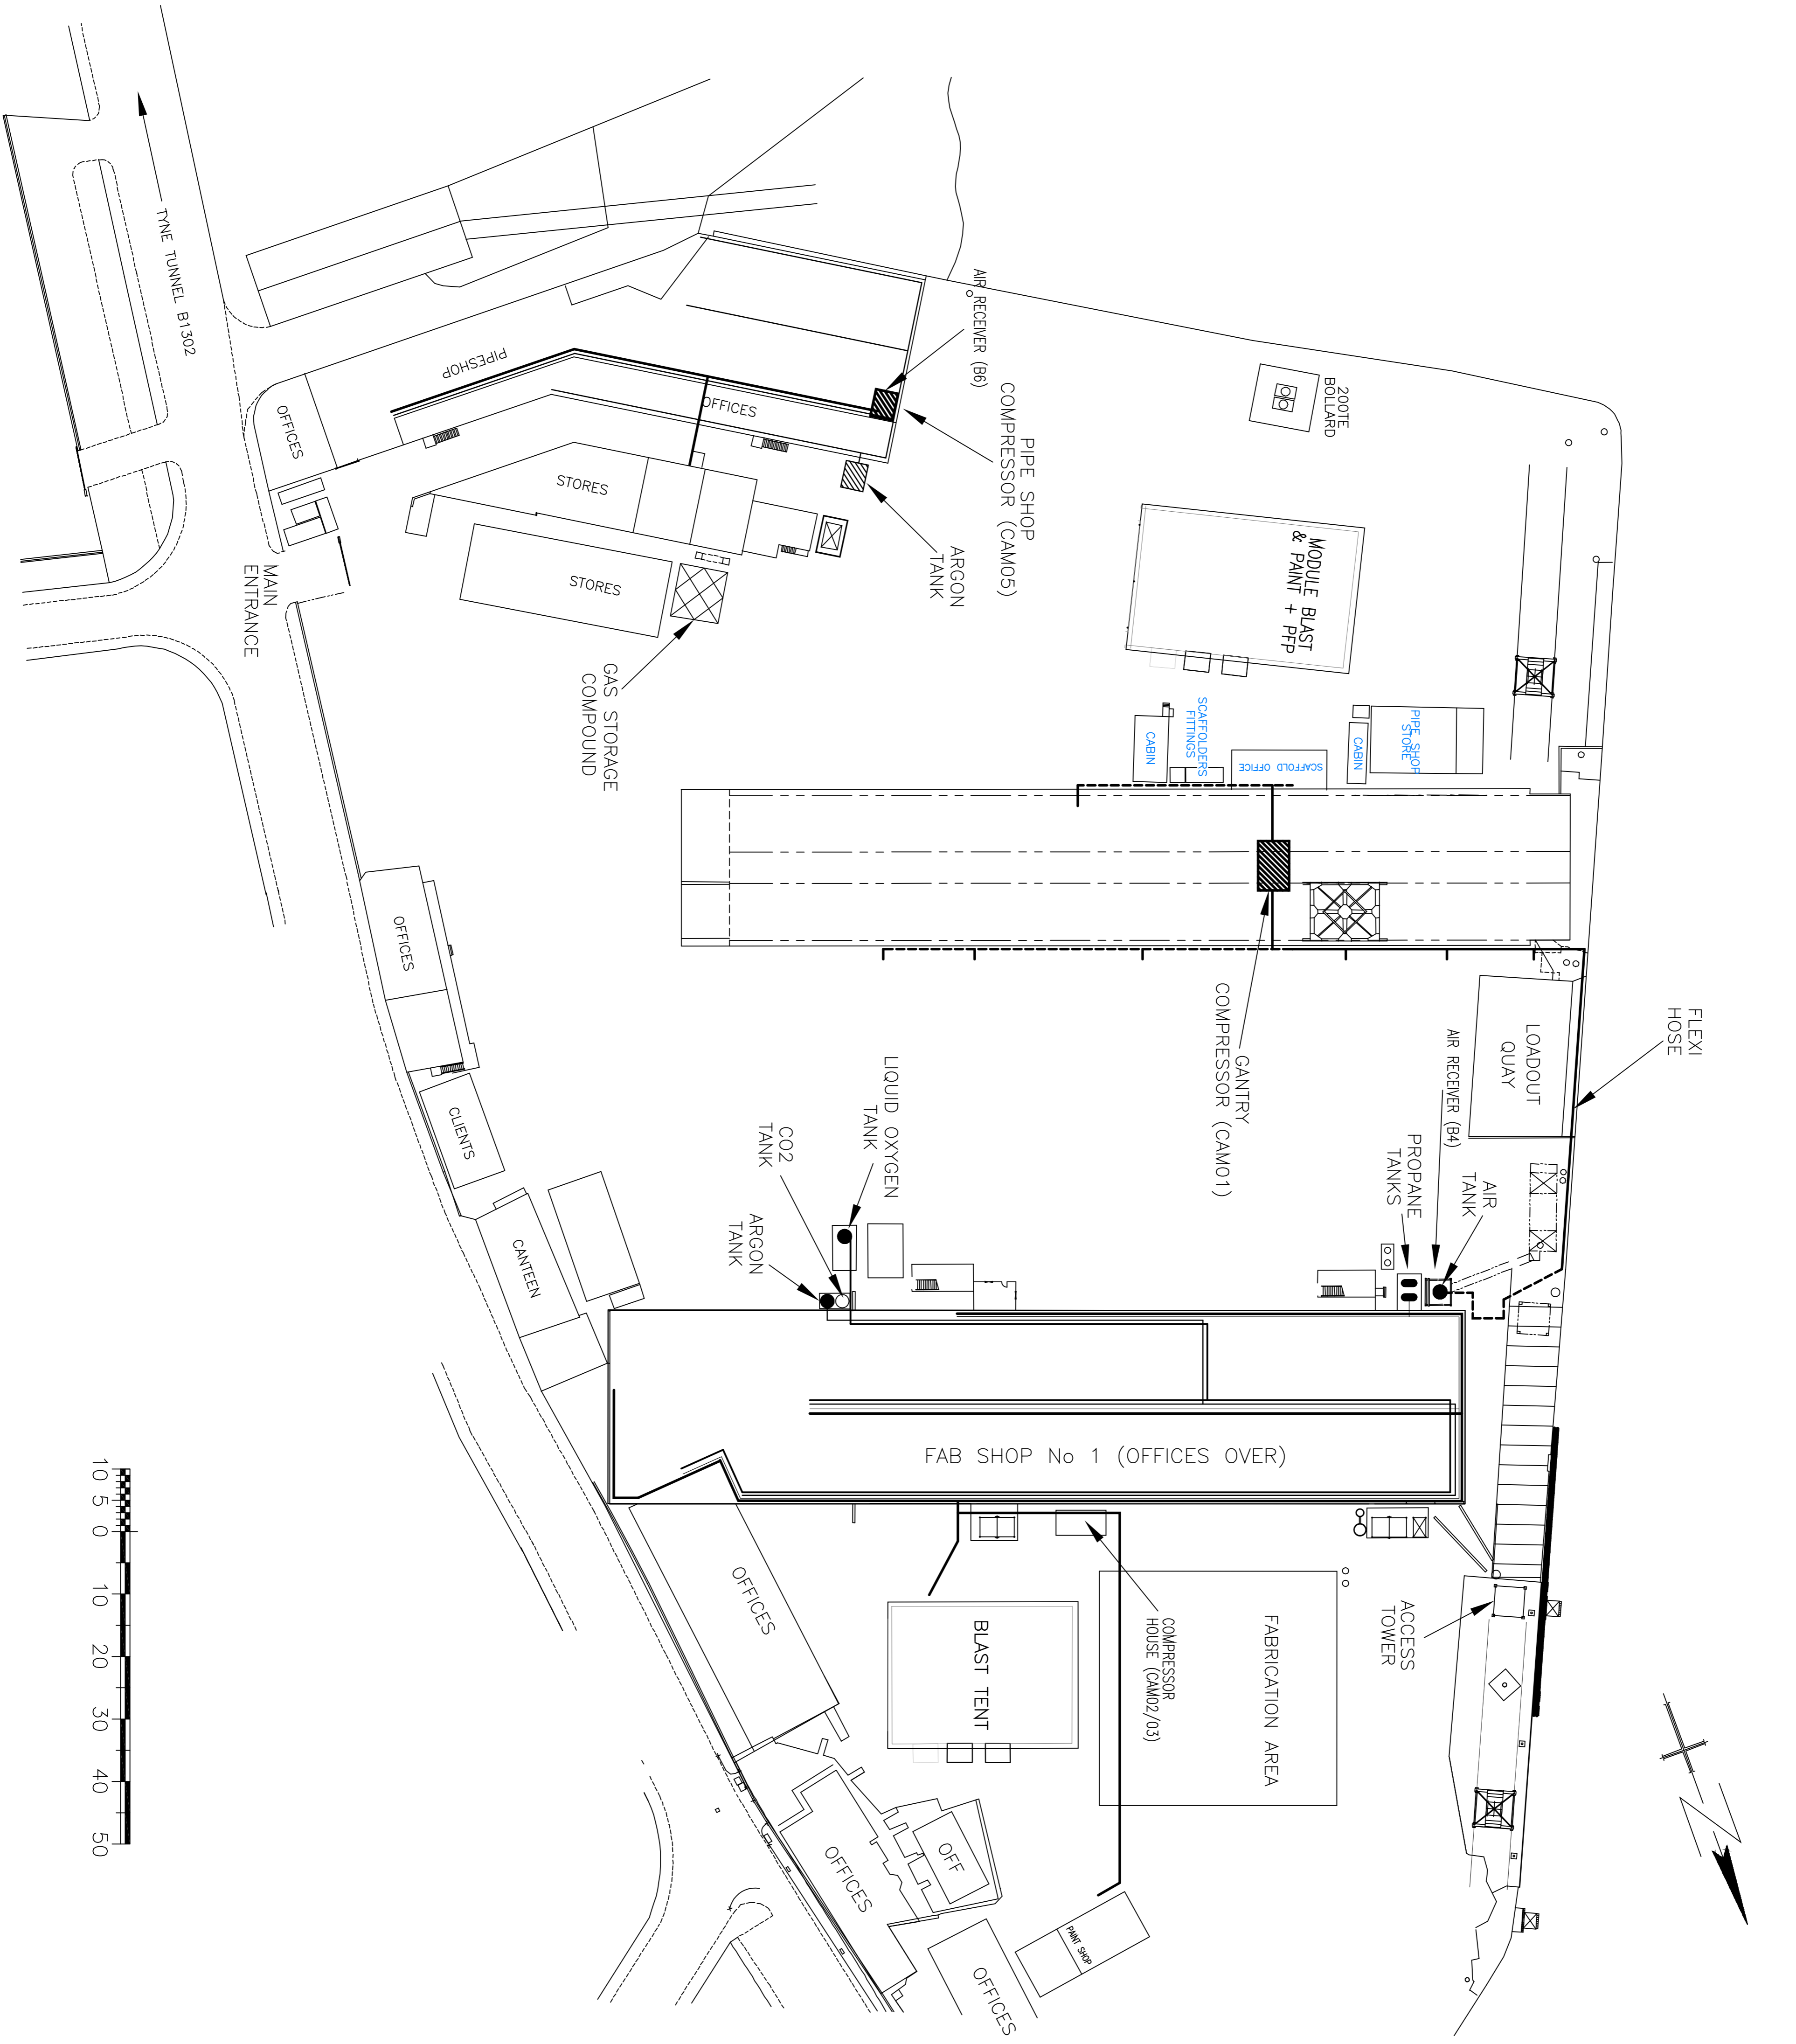 TYNE TUNNEL B1302
PIPESHOP
OFFICES
OFFICES
AIR RECEIVER (B6)
PIPE SHOP
COMPRESSOR (CAM05)
200TE
BOLLARD
STORES
STORES
ARGON
TANK
MAIN
ENTRANCE
GAS STORAGE
COMPOUND
MODULE BLAST
& PAINT + PFP
SCAFFOLDERS
FITTINGS
CABIN
SCAFFOLD OFFICE
CABIN
PIPE SHOP
STORE
OFFICES
CLIENTS
CANTEEN
GANTRY
COMPRESSOR (CAM01)
FLEXI
HOSE
LOADOUT
QUAY
AIR RECEIVER (B4)
PROPANE
TANKS
AIR
TANK
LIQUID OXYGEN
TANK
CO2
TANK
ARGON
TANK
FAB SHOP No 1 (OFFICES OVER)
OFFICES
BLAST TENT
COMPRESSOR
HOUSE (CAM02/03)
FABRICATION AREA
ACCESS
TOWER
OFFICES
OFF
OFFICES
PAINT SHOP
10 5 0 10 20 30 40 50
N